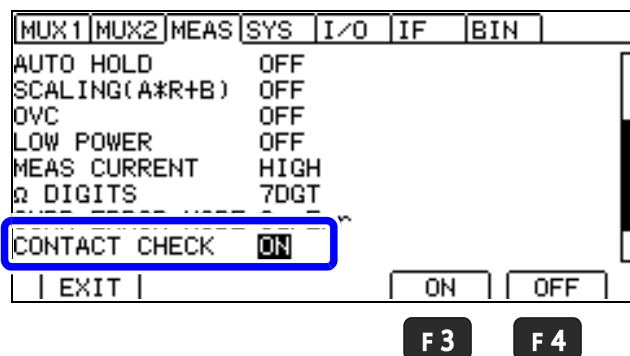 MUX1 MUX2 MEAS SYS I/O IF BIN
AUTO HOLD OFF
SCALING(A*R+B) OFF
OVC OFF
LOW POWER OFF
MEAS CURRENT HIGH
Ω DIGITS 7DGT
CONTACT CHECK ON
EXIT ON OFF
F3 F4